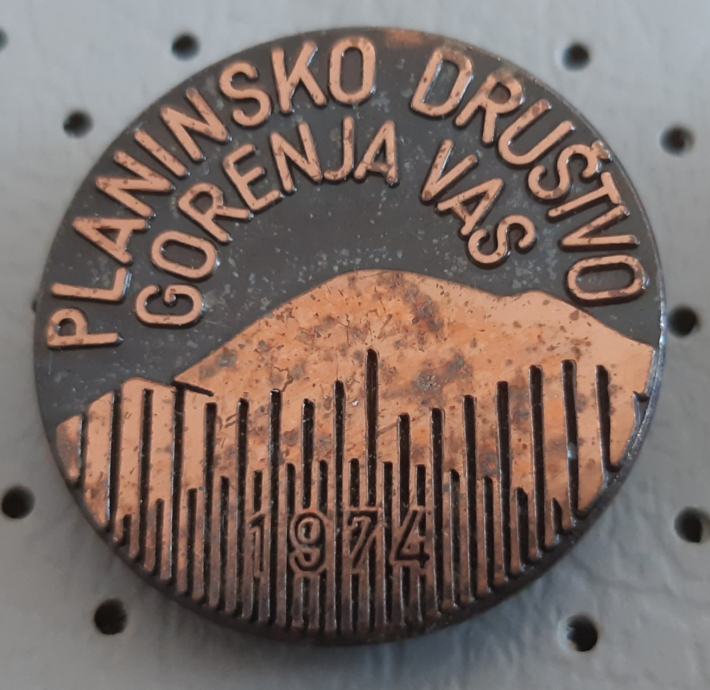 PLANINSKO DRUŠTVO
GORENJA VAS
1974